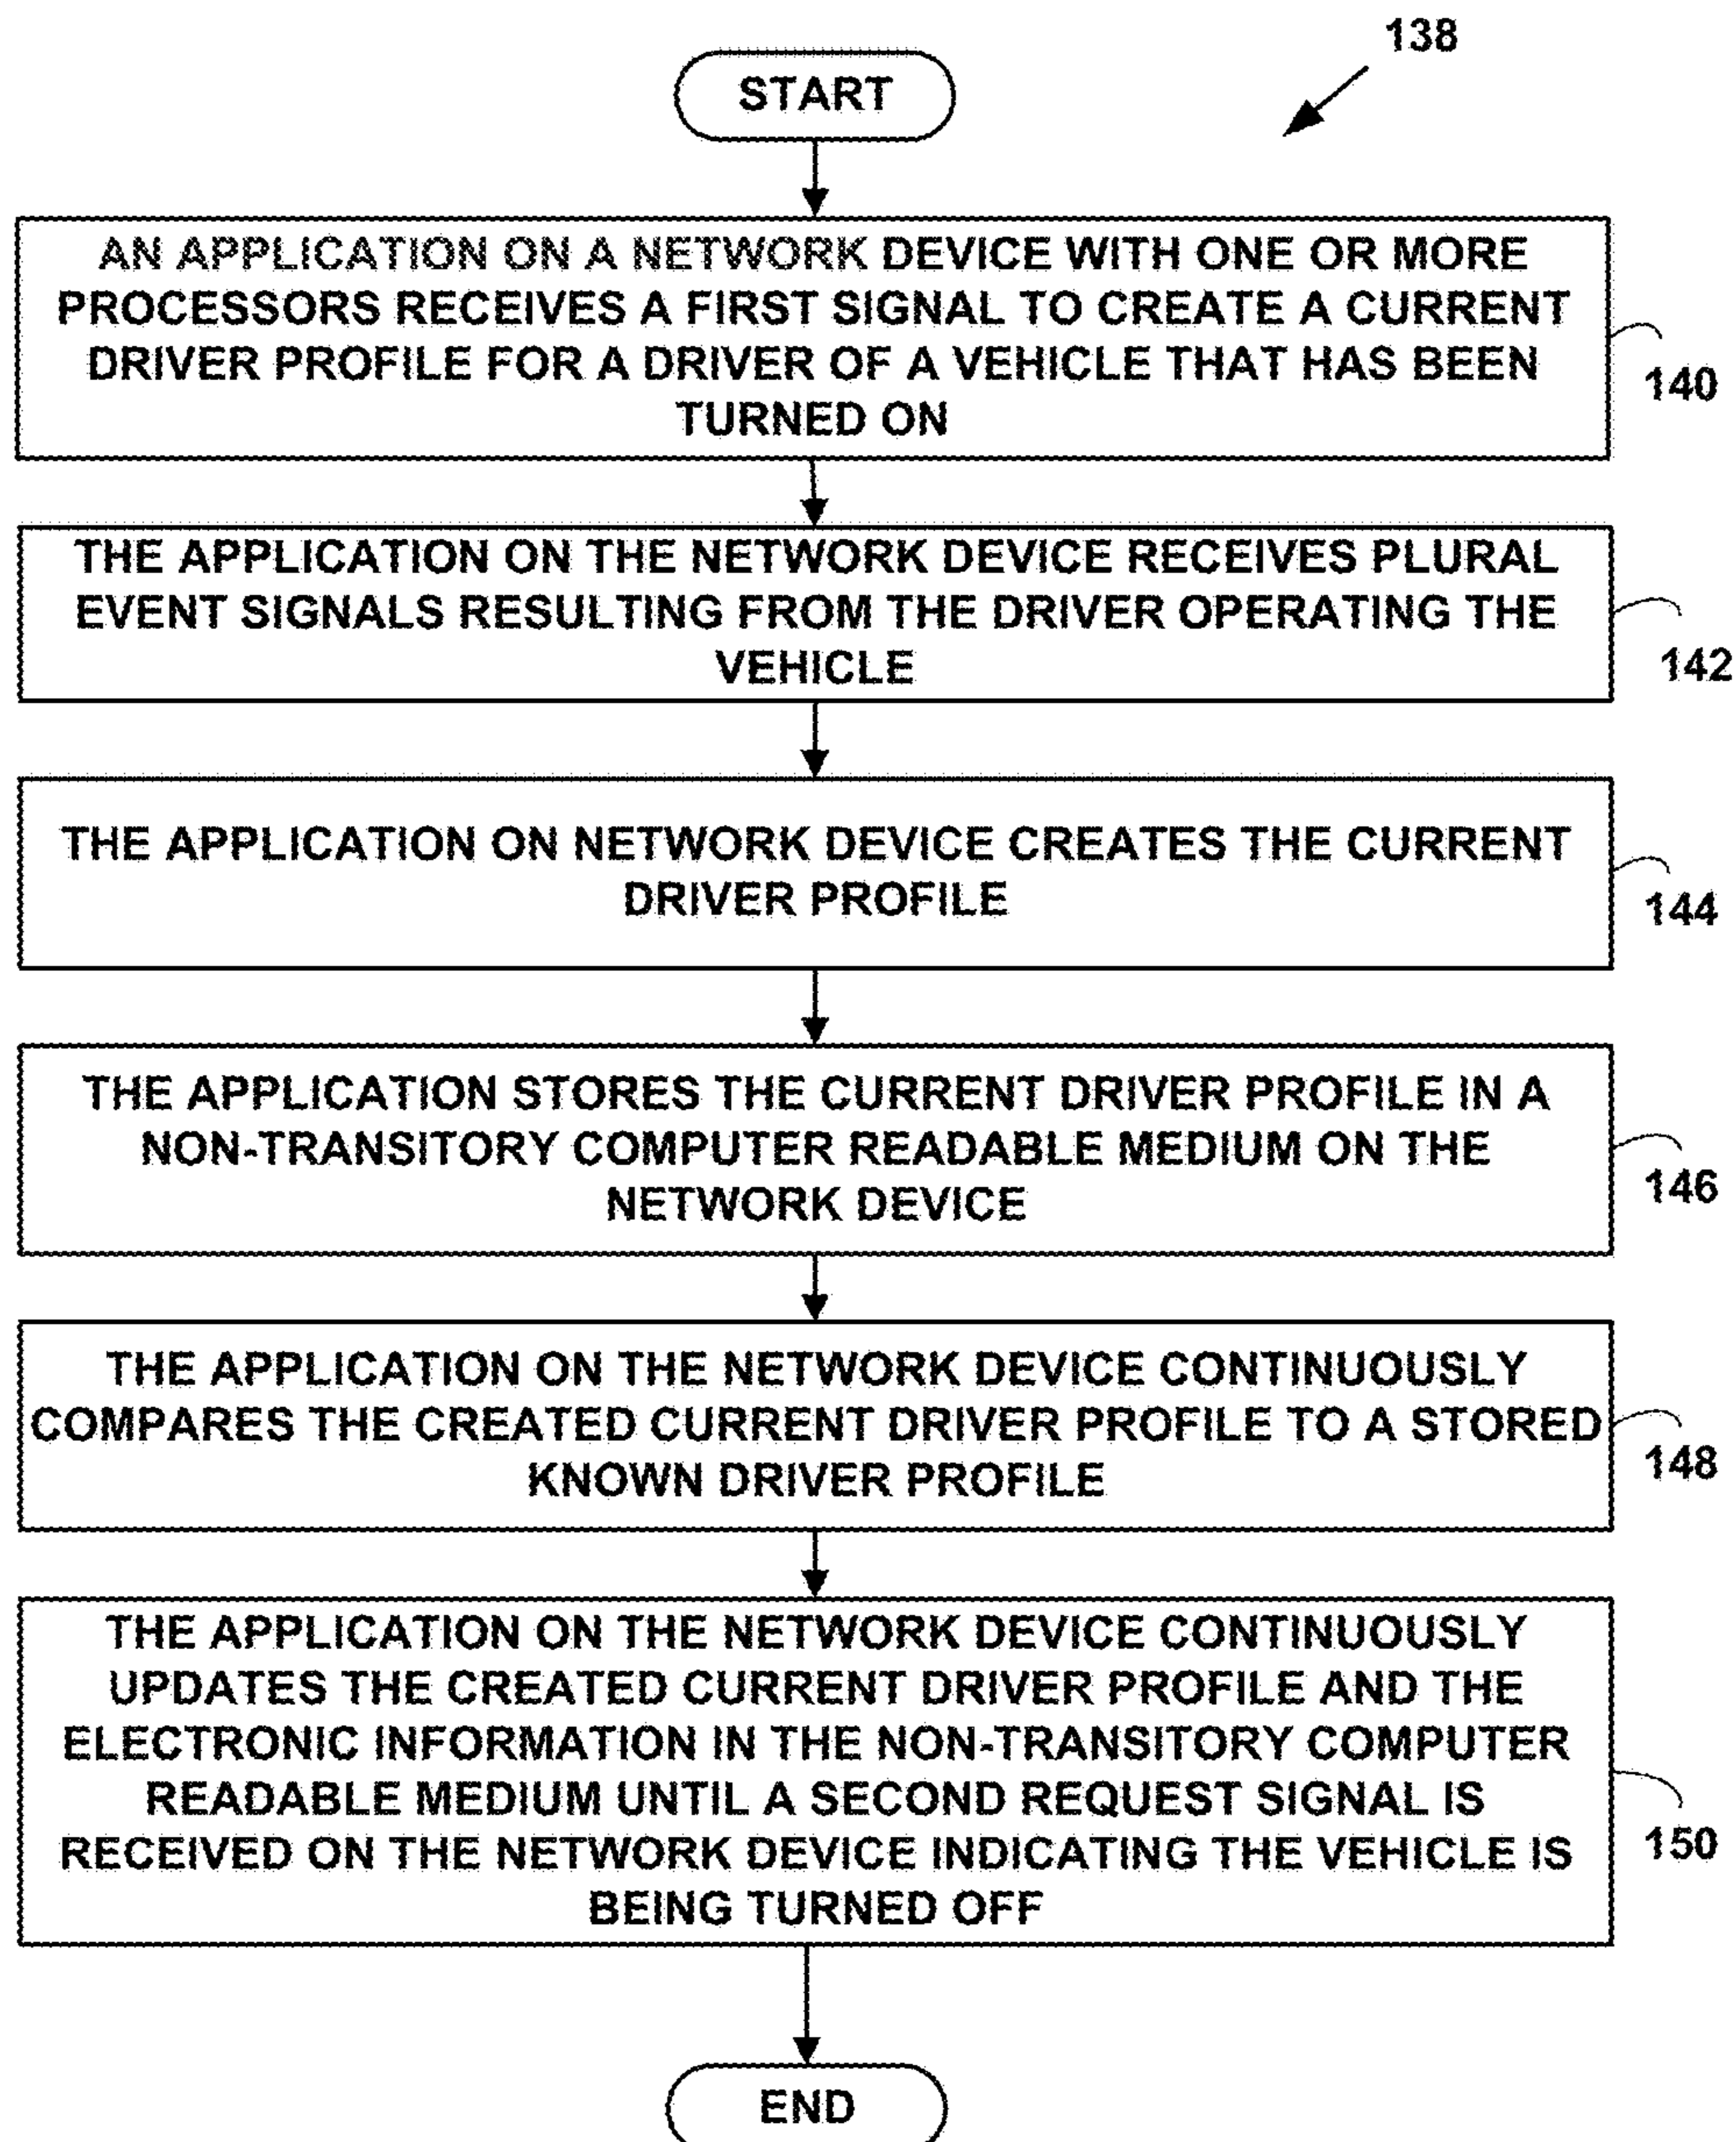 138
START
AN APPLICATION ON A NETWORK DEVICE WITH ONE OR MORE
PROCESSORS RECEIVES A FIRST SIGNAL TO CREATE A CURRENT
DRIVER PROFILE FOR A DRIVER OF A VEHICLE THAT HAS BEEN
TURNED ON
140
THE APPLICATION ON THE NETWORK DEVICE RECEIVES PLURAL
EVENT SIGNALS RESULTING FROM THE DRIVER OPERATING THE
VEHICLE
142
THE APPLICATION ON NETWORK DEVICE CREATES THE CURRENT
DRIVER PROFILE
144
THE APPLICATION STORES THE CURRENT DRIVER PROFILE IN A
NON-TRANSITORY COMPUTER READABLE MEDIUM ON THE
NETWORK DEVICE
146
THE APPLICATION ON THE NETWORK DEVICE CONTINUOUSLY
COMPARES THE CREATED CURRENT DRIVER PROFILE TO A STORED
KNOWN DRIVER PROFILE
148
THE APPLICATION ON THE NETWORK DEVICE CONTINUOUSLY
UPDATES THE CREATED CURRENT DRIVER PROFILE AND THE
ELECTRONIC INFORMATION IN THE NON-TRANSITORY COMPUTER
READABLE MEDIUM UNTIL A SECOND REQUEST SIGNAL IS
RECEIVED ON THE NETWORK DEVICE INDICATING THE VEHICLE IS
BEING TURNED OFF
150
END